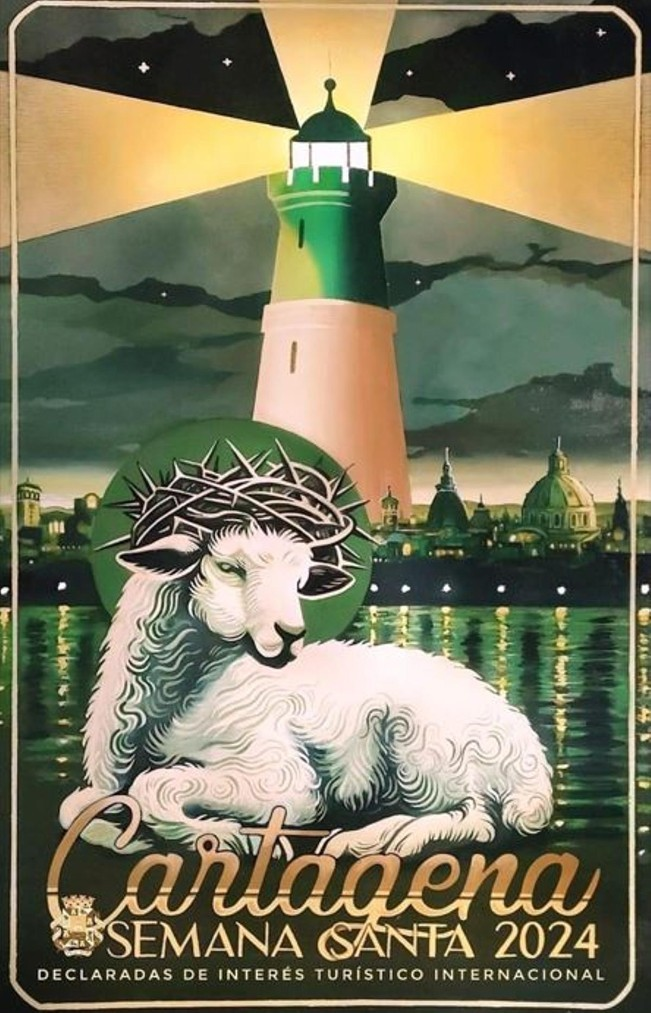 Cartagena
SEMANA SANTA 2024
DECLARADAS DE INTERÉS TURÍSTICO INTERNACIONAL